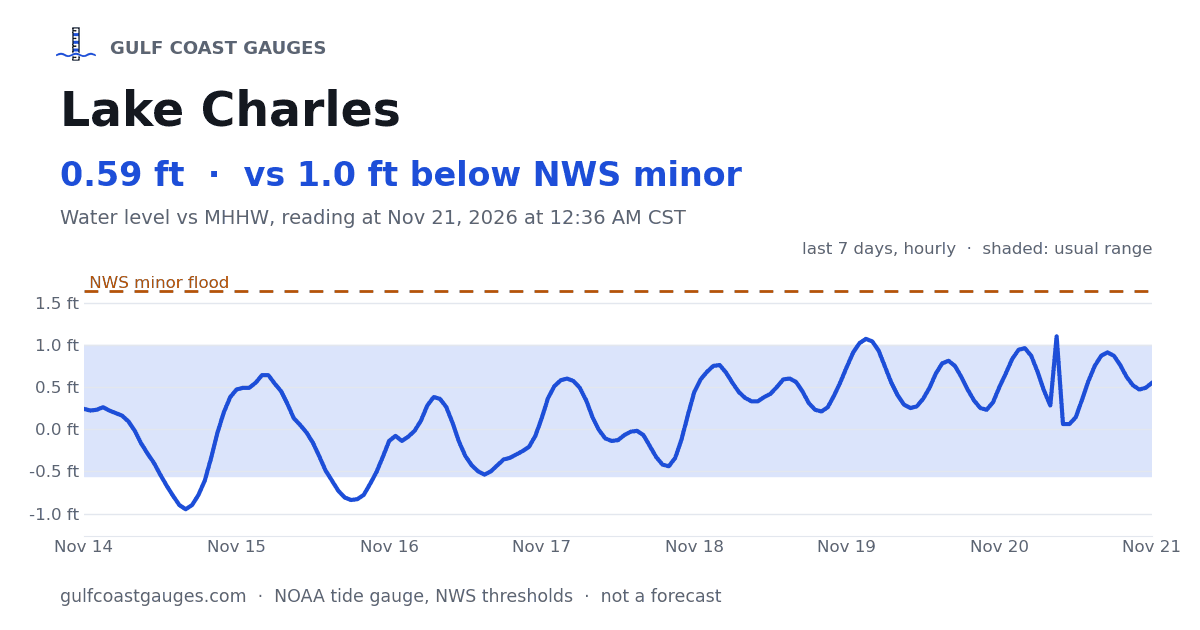 GULF COAST GAUGES
Lake Charles
0.59 ft · vs 1.0 ft below NWS minor
Water level vs MHHW, reading at Nov 21, 2026 at 12:36 AM CST
last 7 days, hourly · shaded: usual range
NWS minor flood
1.5 ft
1.0 ft
0.5 ft
0.0 ft
-0.5 ft
-1.0 ft
Nov 14 Nov 15 Nov 16 Nov 17 Nov 18 Nov 19 Nov 20 Nov 21
gulfcoastgauges.com · NOAA tide gauge, NWS thresholds · not a forecast